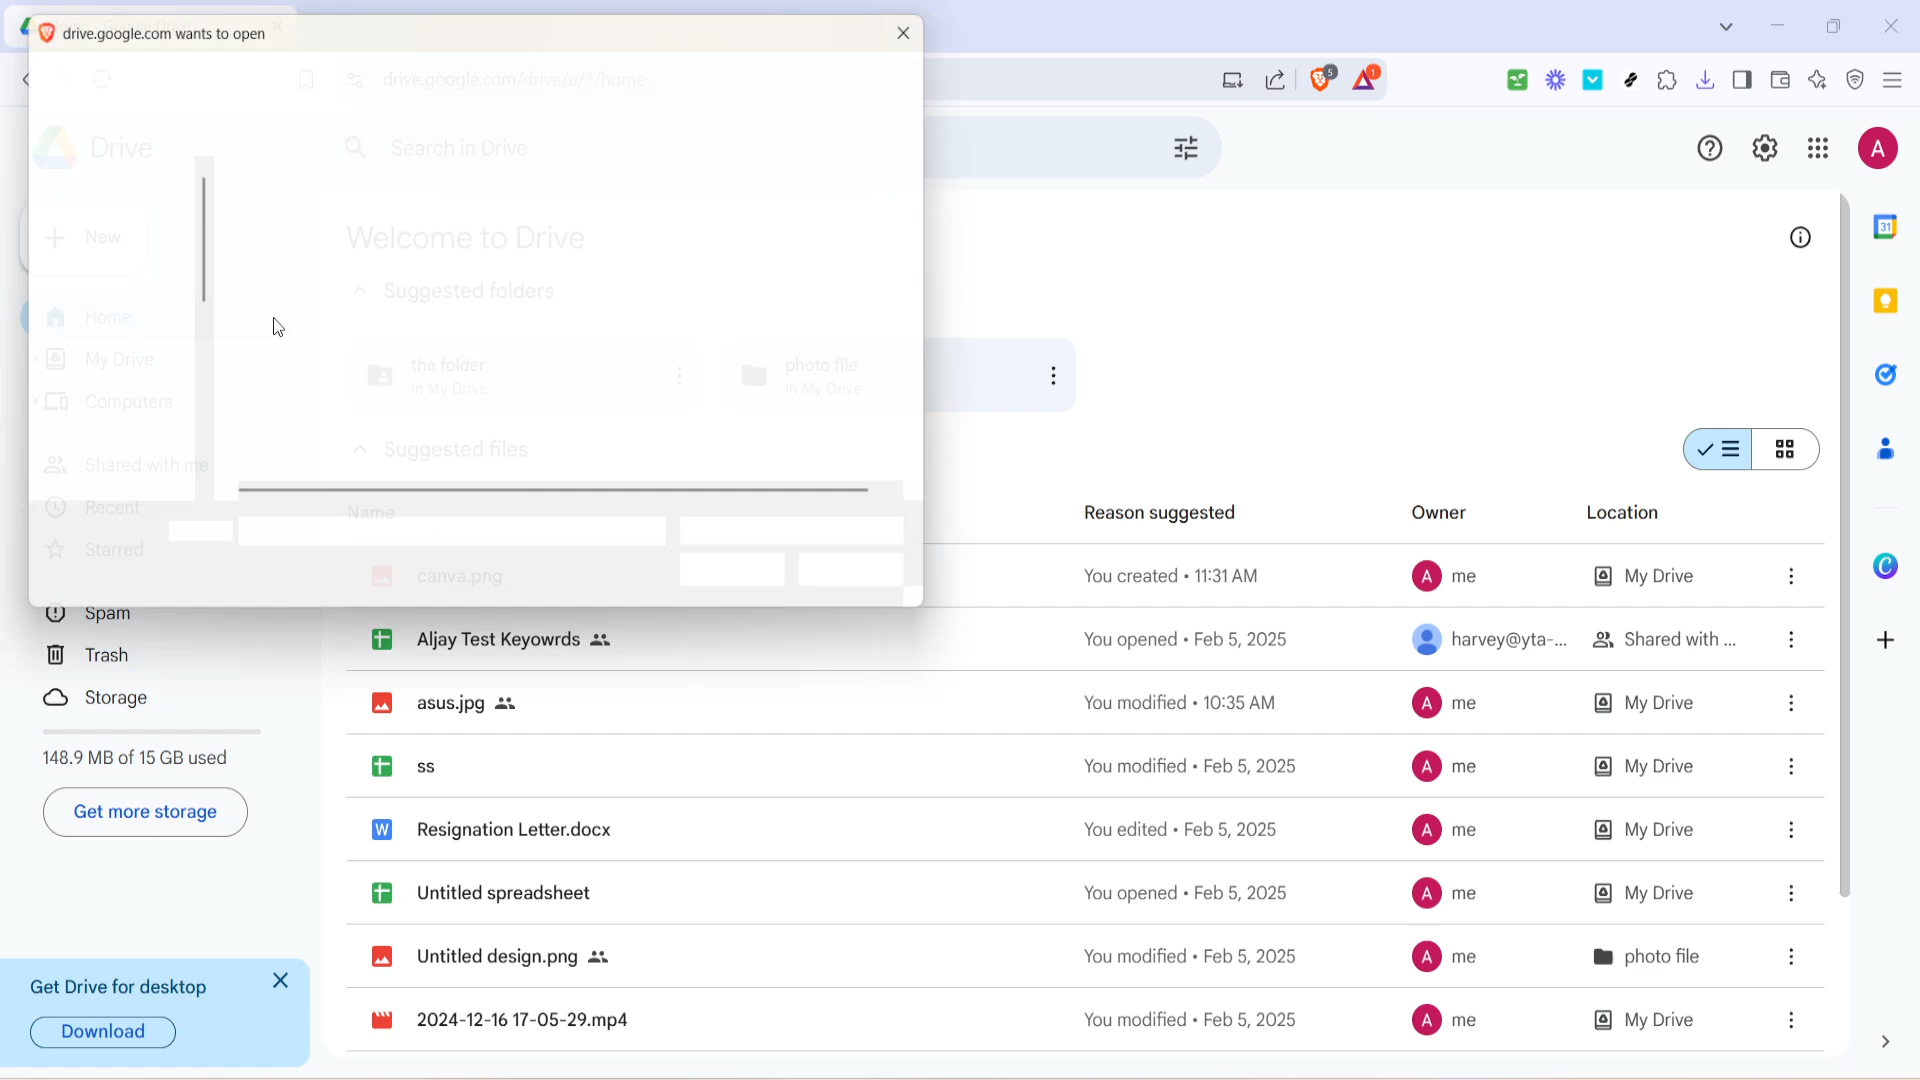 Home - Google Drive
drive.google.com wants to open
drive.google.com/drive/u/1/home
5
1
Drive
Search in Drive
A
New
Welcome to Drive
31
Suggested folders
Home
My Drive
the folder
in My Drive
photo file
in My Drive
Computers
Suggested files
Shared with me
Recent
Name
Reason suggested
Owner
Location
Starred
canva.png
You created • 11:31 AM
A me
My Drive
Spam
Aljay Test Keyowrds
You opened • Feb 5, 2025
harvey@yta-...
Shared with ...
Trash
Storage
asus.jpg
You modified • 10:35 AM
A me
My Drive
148.9 MB of 15 GB used
ss
You modified • Feb 5, 2025
A me
My Drive
Get more storage
W Resignation Letter.docx
You edited • Feb 5, 2025
A me
My Drive
Untitled spreadsheet
You opened • Feb 5, 2025
A me
My Drive
Untitled design.png
You modified • Feb 5, 2025
A me
photo file
Get Drive for desktop
Download
2024-12-16 17-05-29.mp4
You modified • Feb 5, 2025
A me
My Drive